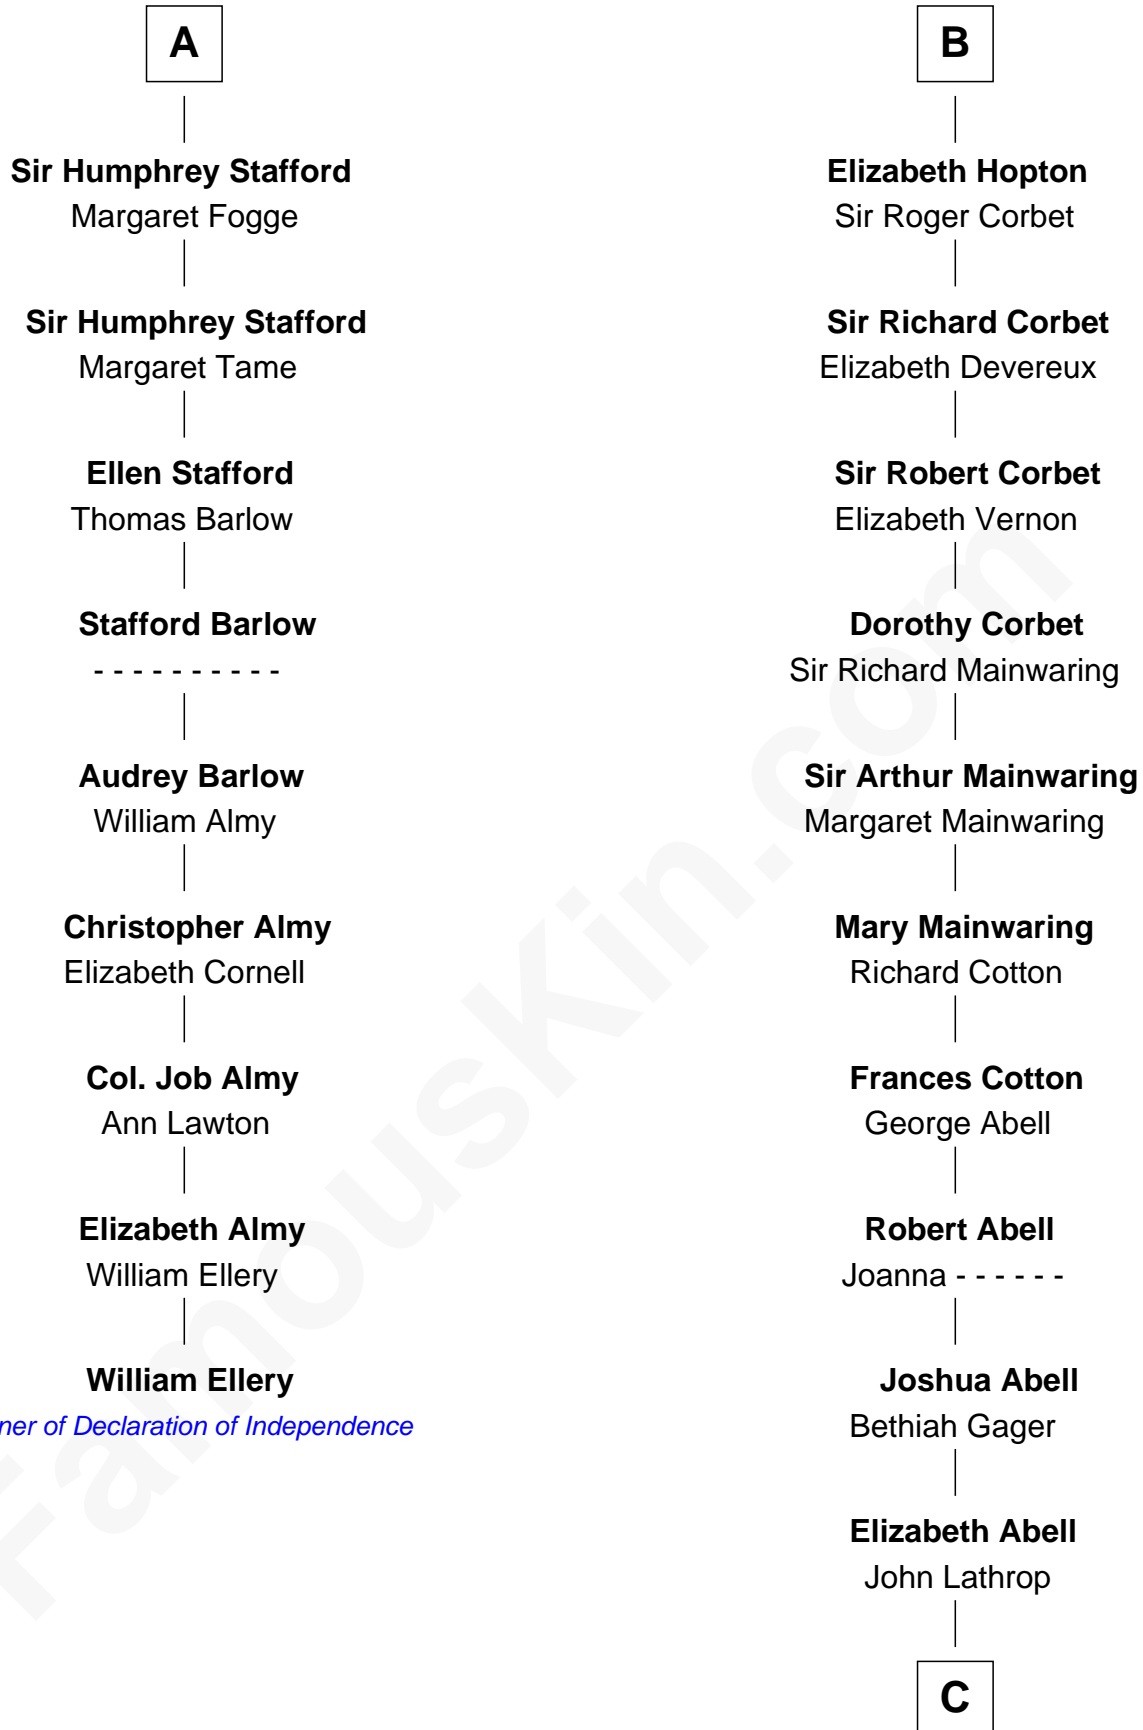 A
Sir Humphrey Stafford
Margaret Fogge
Sir Humphrey Stafford
Margaret Tame
Ellen Stafford
Thomas Barlow
Stafford Barlow
- - - - - - - - - -
Audrey Barlow
William Almy
Christopher Almy
Elizabeth Cornell
Col. Job Almy
Ann Lawton
Elizabeth Almy
William Ellery
William Ellery
ner of Declaration of Independence
B
Elizabeth Hopton
Sir Roger Corbet
Sir Richard Corbet
Elizabeth Devereux
Sir Robert Corbet
Elizabeth Vernon
Dorothy Corbet
Sir Richard Mainwaring
Sir Arthur Mainwaring
Margaret Mainwaring
Mary Mainwaring
Richard Cotton
Frances Cotton
George Abell
Robert Abell
Joanna - - - - - -
Joshua Abell
Bethiah Gager
Elizabeth Abell
John Lathrop
C
FamousKin.com